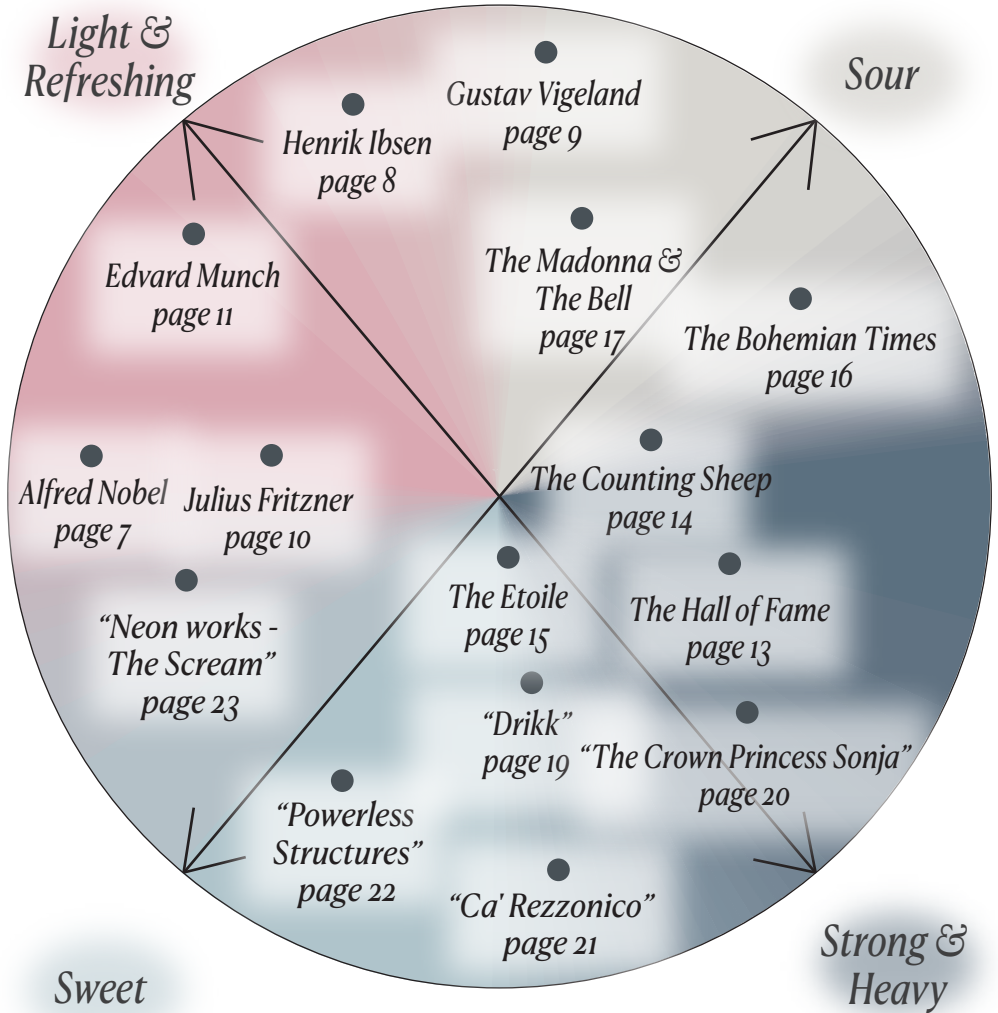 Light &
Refreshing
Sour
Gustav Vigeland
page 9
Henrik Ibsen
page 8
The Madonna &
The Bell
page 17
Edvard Munch
page 11
The Bohemian Times
page 16
Alfred Nobel
page 7
Julius Fritzner
page 10
The Counting Sheep
page 14
The Etoile
page 15
The Hall of Fame
page 13
“Neon works -
The Scream”
page 23
“Drikk”
page 19
“The Crown Princess Sonja”
page 20
“Powerless
Structures”
page 22
“Ca' Rezzonico”
page 21
Sweet
Strong &
Heavy